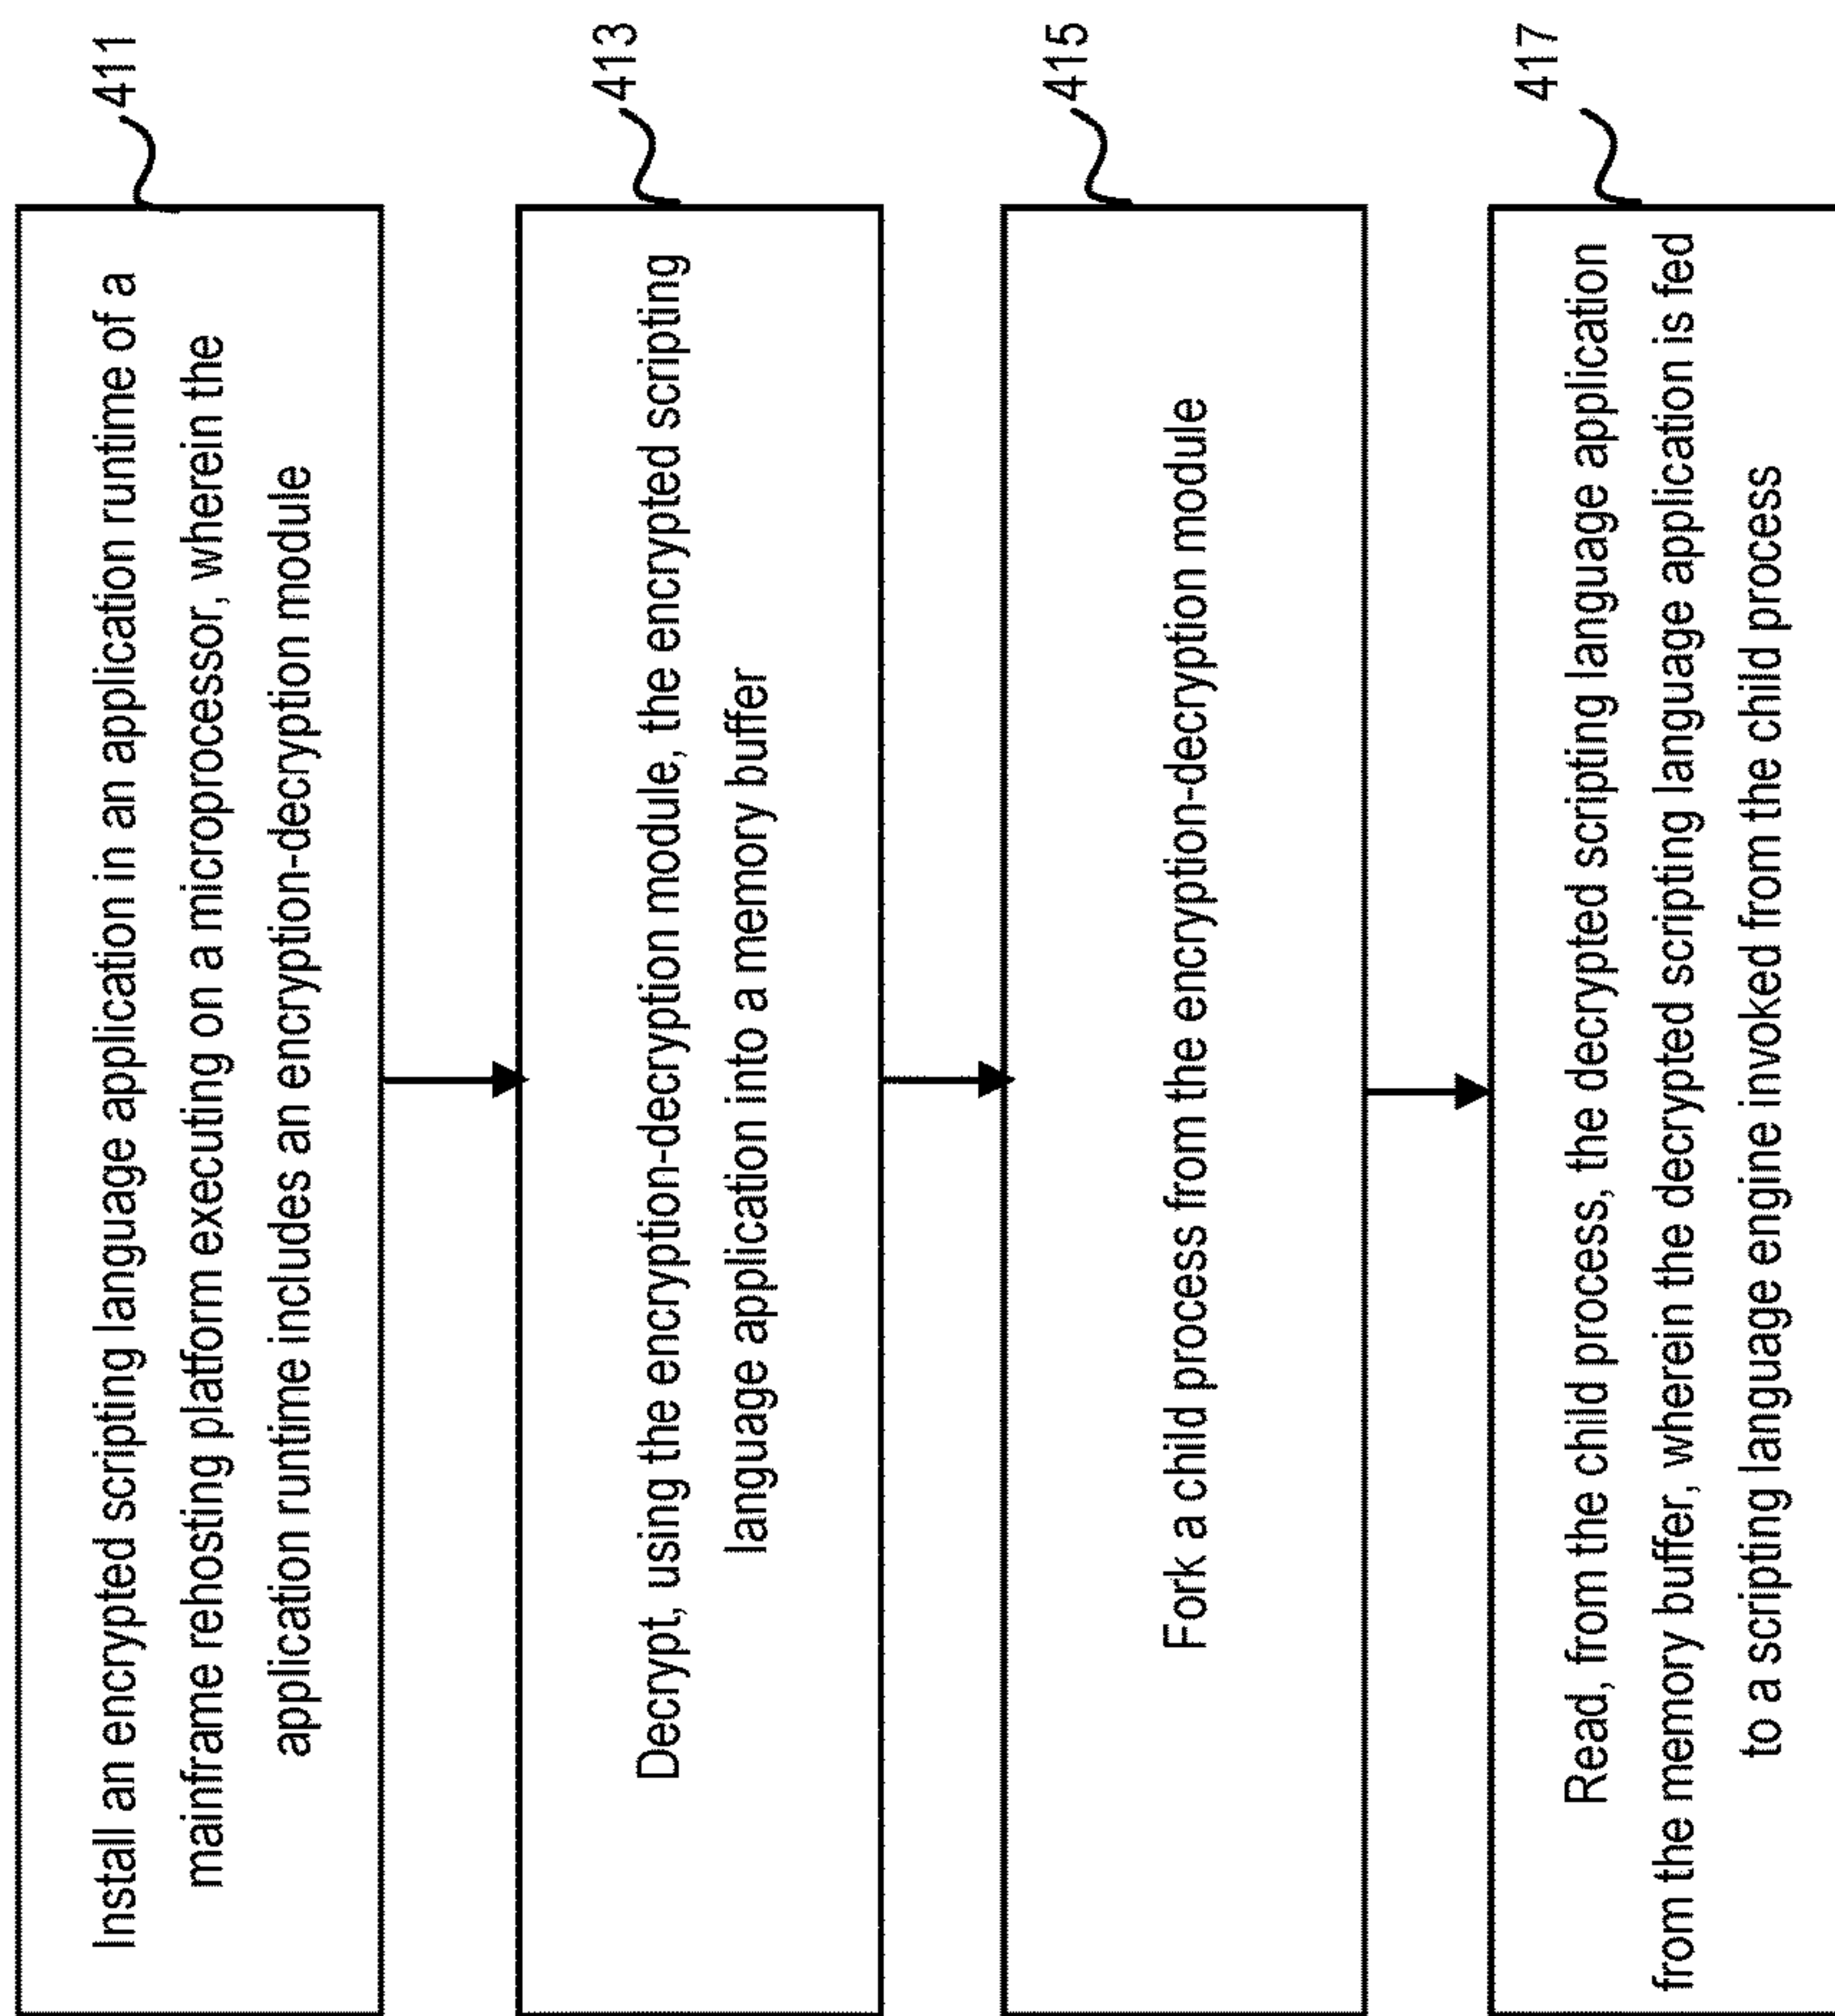 Install an encrypted scripting language application in an application runtime of a
mainframe rehosting platform executing on a microprocessor, wherein the
application runtime includes an encryption-decryption module
411
Decrypt, using the encryption-decryption module, the encrypted scripting
language application into a memory buffer
413
Fork a child process from the encryption-decryption module
415
Read, from the child process, the decrypted scripting language application
from the memory buffer, wherein the decrypted scripting language application is fed
to a scripting language engine invoked from the child process
417